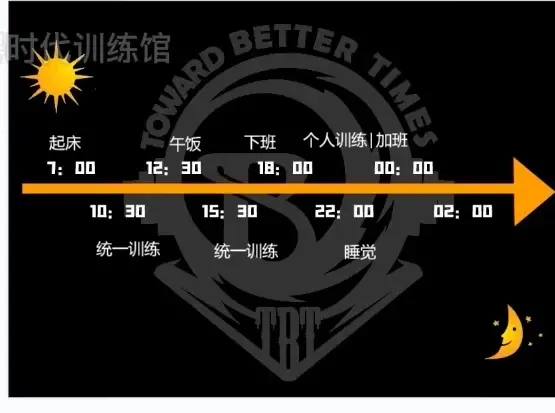 时代训练馆
TOWARD BETTER TIMES
起床 午饭 下班 个人训练|加班
7: 00 12: 30 18: 00 00: 00
10: 30 15: 30 22: 00 02: 00
统一训练 统一训练 睡觉
TBT